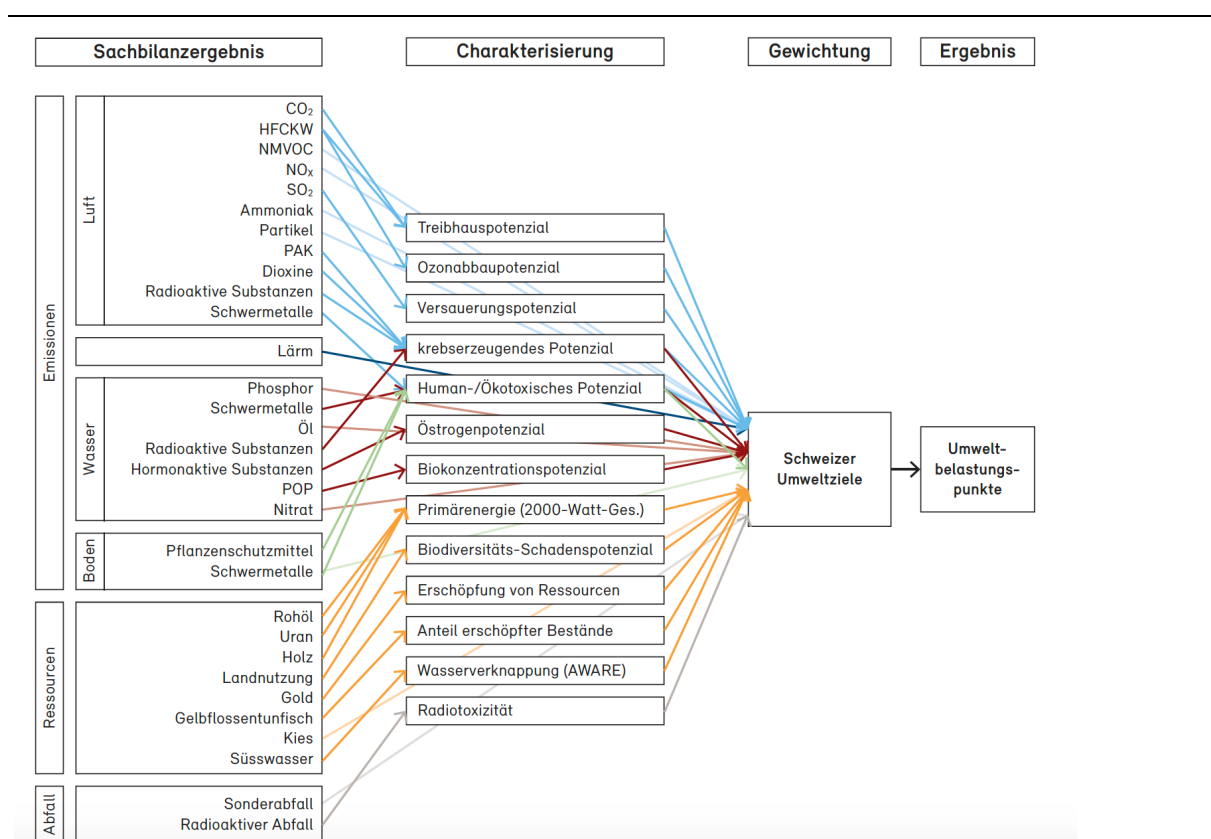 Sachbilanzergebnis
Charakterisierung
Gewichtung
Ergebnis
Emissionen
Luft
CO₂
HFCKW
NMVOC
NOₓ
SO₂
Ammoniak
Partikel
PAK
Dioxine
Radioaktive Substanzen
Schwermetalle
Lärm
Wasser
Phosphor
Schwermetalle
Öl
Radioaktive Substanzen
Hormonaktive Substanzen
POP
Nitrat
Boden
Pflanzenschutzmittel
Schwermetalle
Ressourcen
Rohöl
Uran
Holz
Landnutzung
Gold
Gelbflossentunfisch
Kies
Süsswasser
Abfall
Sonderabfall
Radioaktiver Abfall
Treibhauspotenzial
Ozonabbaupotenzial
Versauerungspotenzial
krebserzeugendes Potenzial
Human-/Ökotoxisches Potenzial
Östrogenpotenzial
Biokonzentrationspotenzial
Primärenergie (2000-Watt-Ges.)
Biodiversitäts-Schadenspotenzial
Erschöpfung von Ressourcen
Anteil erschöpfter Bestände
Wasserverknappung (AWARE)
Radiotoxizität
Schweizer
Umweltziele
Umwelt-
belastungs-
punkte